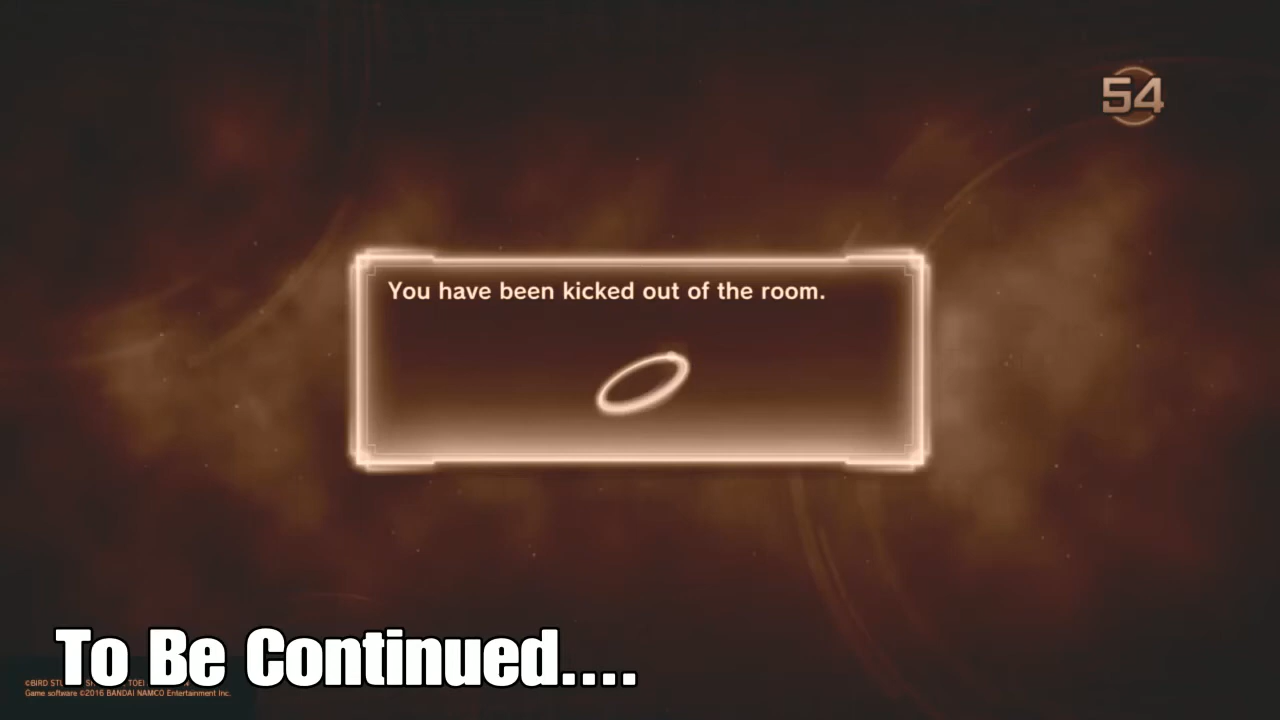 54
You have been kicked out of the room.
To Be Continued....
©BIRD
Game software ©2016 BANDAI NAMCO Entertainment Inc.